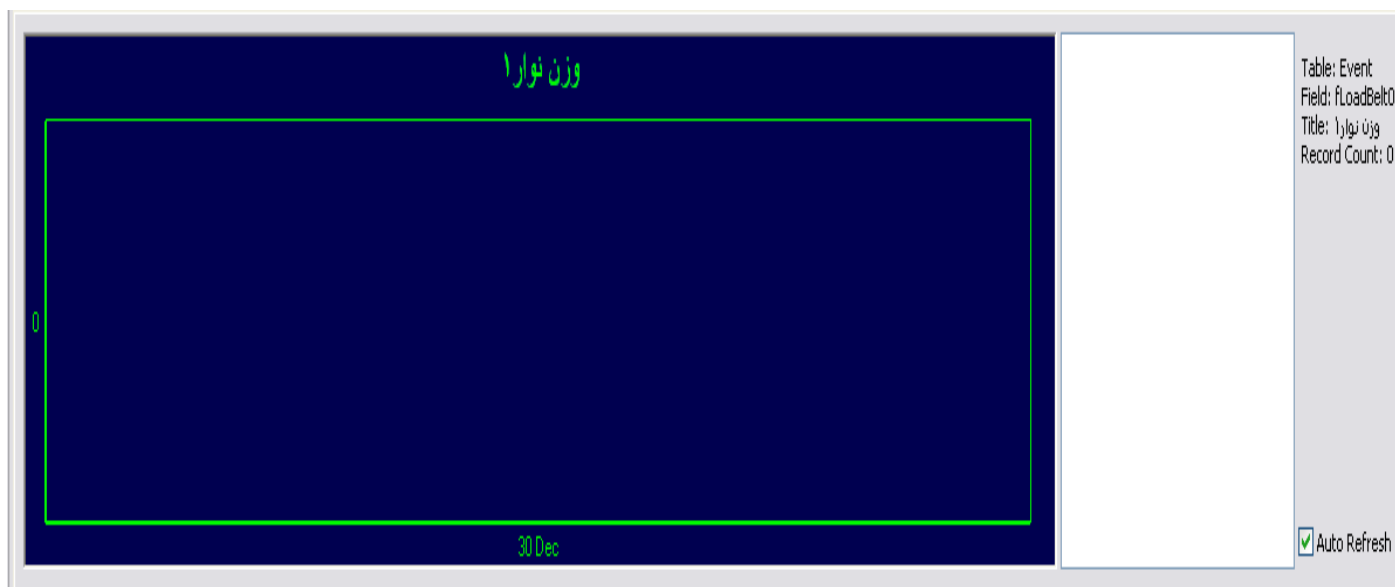 وزن نوار۱
0
30 Dec
Table: Event
Field: fLoadBelt0
Title: وزن نوار۱
Record Count: 0
Auto Refresh